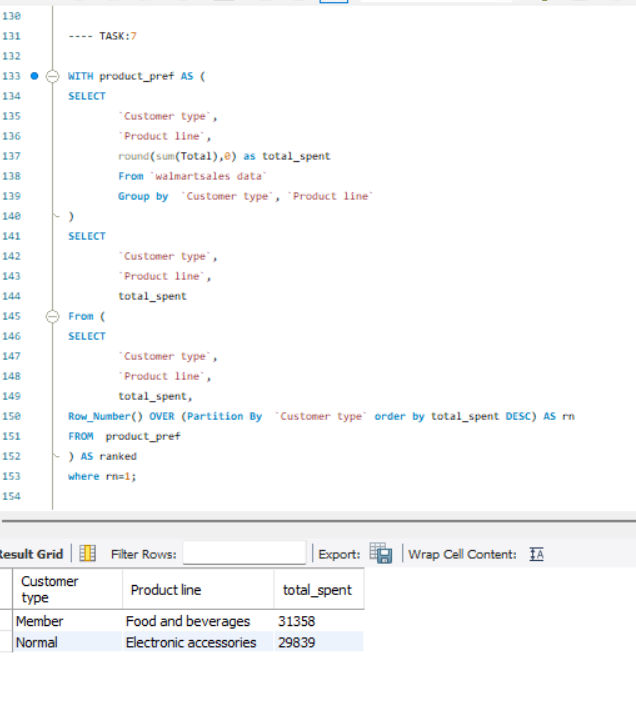 130
131 ---- TASK:7
132
133 WITH product_pref AS (
134 SELECT
135 `Customer type`,
136 `Product line`,
137 round(sum(Total),0) as total_spent
138 From `walmartsales data`
139 Group by `Customer type`, `Product line`
140 )
141 SELECT
142 `Customer type`,
143 `Product line`,
144 total_spent
145 From (
146 SELECT
147 `Customer type`,
148 `Product line`,
149 total_spent,
150 Row_Number() OVER (Partition By `Customer type` order by total_spent DESC) AS rn
151 FROM product_pref
152 ) AS ranked
153 where rn=1;
154
Result Grid Filter Rows: Export: Wrap Cell Content: IA
Customer type Product line total_spent
Member Food and beverages 31358
Normal Electronic accessories 29839